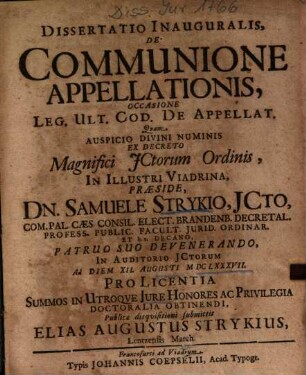 Diss. Jur 1766
DISSERTATIO INAUGURALIS,
DE
COMMUNIONE
APPELLATIONIS,
OCCASIONE
LEG. ULT. COD. DE APPELLAT.
Quam
AUSPICIO DIVINI NUMINIS
EX DECRETO
Magnifici JCtorum Ordinis,
IN ILLUSTRI VIADRINA,
PRÆSIDE,
DN. SAMUELE STRYKIO, JCTO,
COM. PAL. CÆS. CONSIL. ELECT. BRANDENB. DECRETAL.
PROFESS. PUBLIC. FACULT. JURID. ORDINAR.
ET h.t. DECANO,
PATRUO SUO DEVENERANDO,
IN AUDITORIO JCTORUM
Ad DIEM XII. AUGUSTI MDCLXXXVII.
PRO LICENTIA
SUMMOS IN UTROQVE JURE HONORES AC PRIVILEGIA
DOCTORALIA OBTINENDI,
Publicæ disquisitioni submittit
ELIAS AUGUSTUS STRYKIUS,
March.
Francofurti ad Viadrum,
Typis JOHANNIS COEPSELII, Acad. Typogr.